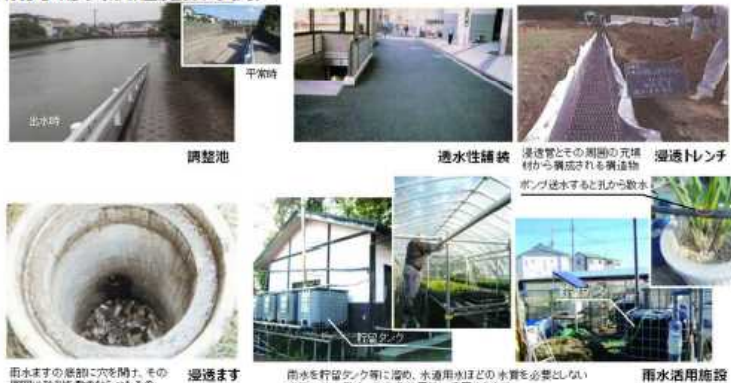 平常時
出水時
調整池
透水性舗装
浸透管とその周囲の充填
材から構成される構造物
浸透トレンチ
ポンプ送水すると孔から散水
貯留タンク
貯留タンク
雨水ますの底部に穴を開け、その
浸透ます
雨水を貯留タンク等に溜め、水道用水ほどの水質を必要としない
雨水活用施設